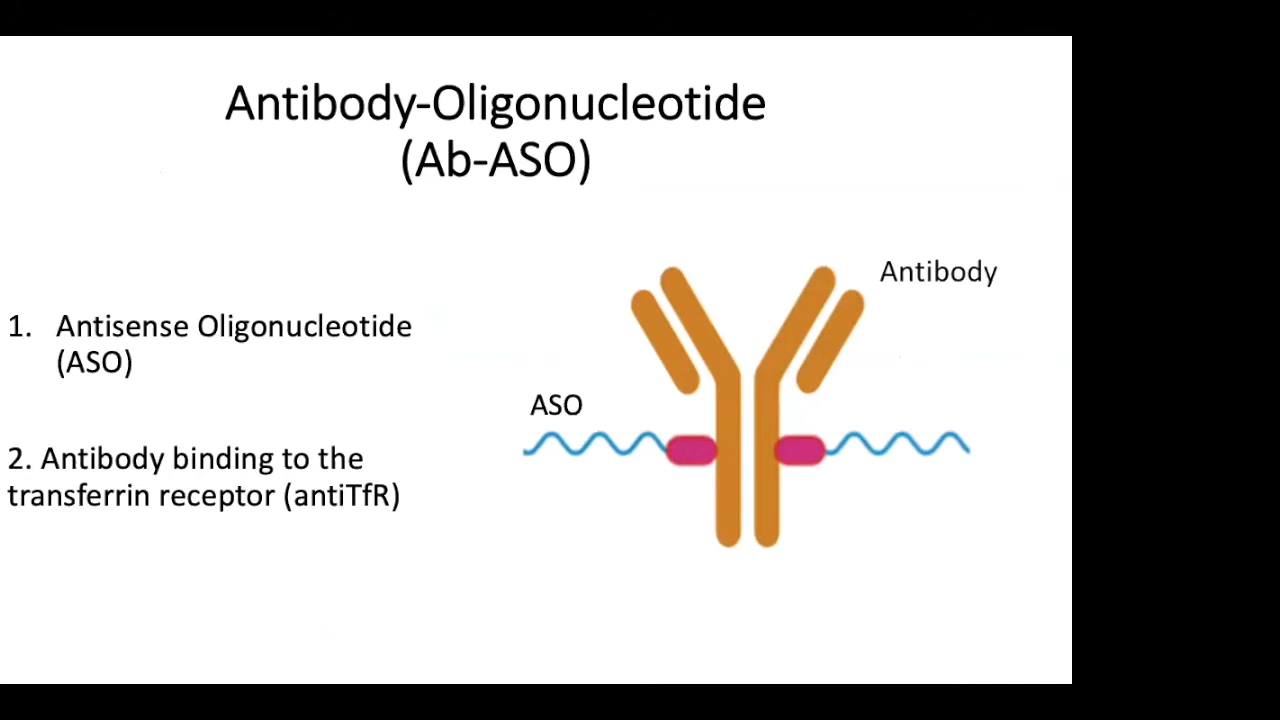 Antibody-Oligonucleotide
(Ab-ASO)
1. Antisense Oligonucleotide
(ASO)
2. Antibody binding to the
transferrin receptor (antiTfR)
Antibody
ASO